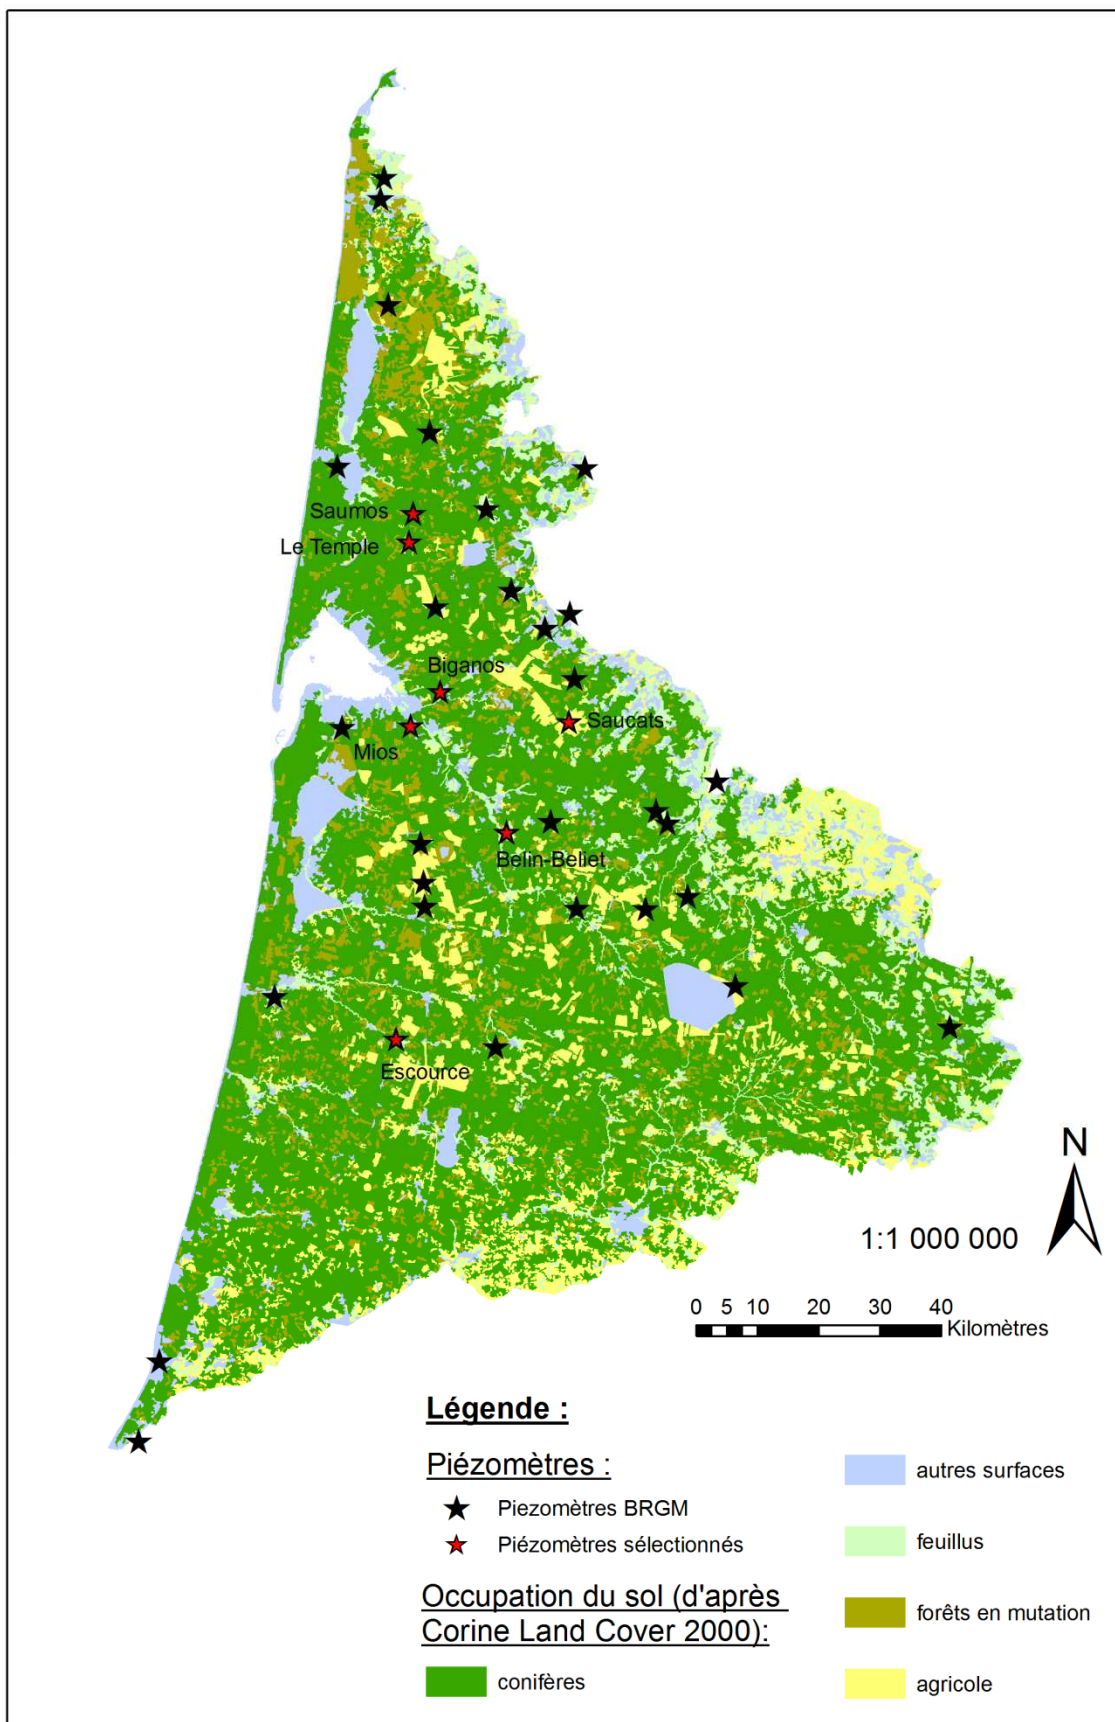 Saumos
Le Temple
Biganos
Saucats
Mios
Belin-Beliet
Escource
N
1:1 000 000
0 5 10 20 30 40
Kilomètres
Légende :
Piézomètres :
Piezomètres BRGM
Piézomètres sélectionnés
Occupation du sol (d'après
Corine Land Cover 2000):
conifères
autres surfaces
feuillus
forêts en mutation
agricole